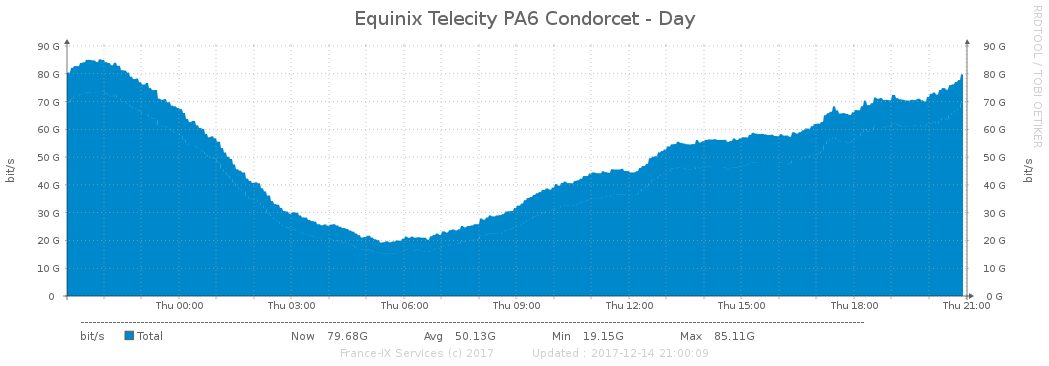 Equinix Telecity PA6 Condorcet - Day
RRDTOOL / TOBI OETIKER
bit/s
90 G 90 G
80 G 80 G
70 G 70 G
60 G 60 G
50 G 50 G
40 G 40 G
30 G 30 G
20 G 20 G
10 G 10 G
0 0 G
bit/s
Thu 00:00 Thu 03:00 Thu 06:00 Thu 09:00 Thu 12:00 Thu 15:00 Thu 18:00 Thu 21:00
bit/s Total Now 79.68G Avg 50.13G Min 19.15G Max 85.11G
France-IX Services (c) 2017 Updated : 2017-12-14 21:00:09